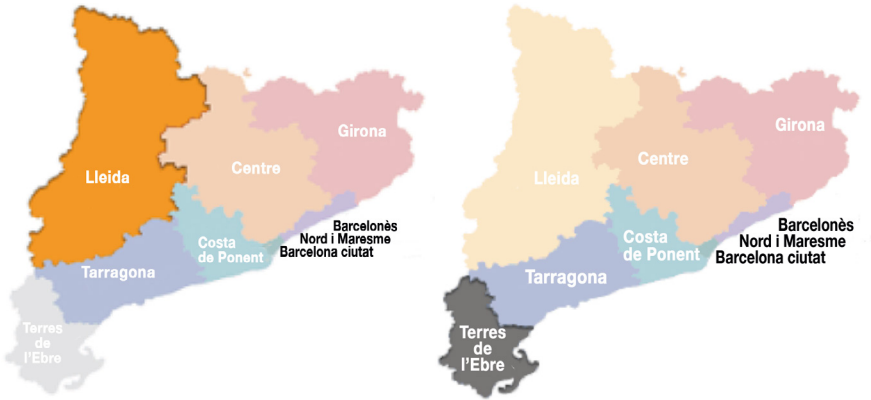 Girona
Centre
Lleida
Barcelonès
Nord i Maresme
Barcelona ciutat
Costa
de Ponent
Tarragona
Terres
de
l'Ebre
Girona
Centre
Lleida
Barcelonès
Nord i Maresme
Barcelona ciutat
Costa
de Ponent
Tarragona
Terres
de
l'Ebre